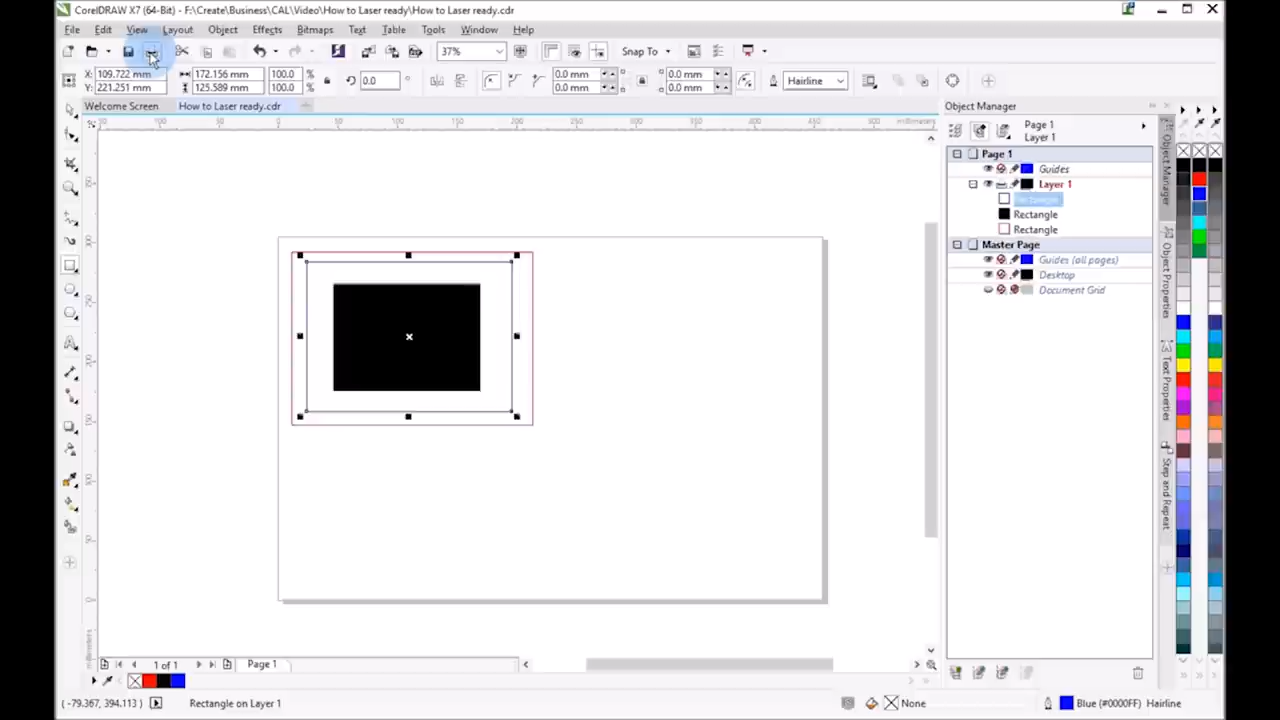 CorelDRAW X7 (64-Bit) - F:\Create\Business\CAL\Video\How to Laser ready\How to Laser ready.cdr
File Edit View Layout Object Effects Bitmaps Text Table Tools Window Help
37% Snap To
X: 109.722 mm 172.156 mm 100.0 % 0.0 0.0 mm 0.0 mm Hairline
Y: 221.251 mm 125.589 mm 100.0 % 0.0 mm 0.0 mm
Welcome Screen How to Laser ready.cdr
Object Manager
Page 1
Layer 1
Page 1
Guides
Layer 1
Rectangle
Rectangle
Rectangle
Master Page
Guides (all pages)
Desktop
Document Grid
Object Manager
Object Properties
Text Properties
Step and Repeat
1 of 1 Page 1
(-79.367, 394.113) Rectangle on Layer 1 None Blue (#0000FF) Hairline